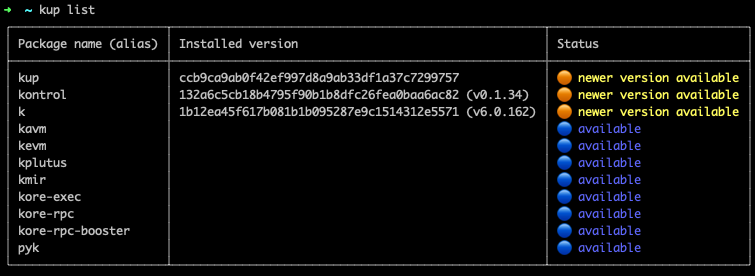 ➜ ~ kup list
Package name (alias) Installed version Status
kup ccb9ca9ab0f42ef997d8a9ab33df1a37c7299757 newer version available
kontrol 132a6c5cb18b4795f90b1b8dfc26fea0baa6ac82 (v0.1.34) newer version available
k 1b12ea45f617b081b1b095287e9c1514312e5571 (v6.0.162) newer version available
kavm available
kevm available
kplutus available
kmir available
kore-exec available
kore-rpc available
kore-rpc-booster available
pyk available